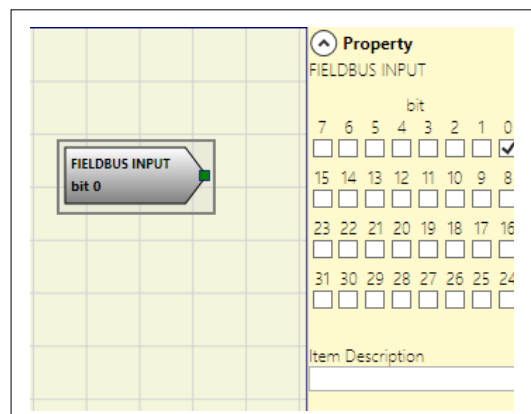 Property
FIELDBUS INPUT
bit
7 6 5 4 3 2 1 0
FIELDBUS INPUT
bit 0
15 14 13 12 11 10 9 8
23 22 21 20 19 18 17 16
31 30 29 28 27 26 25 24
Item Description